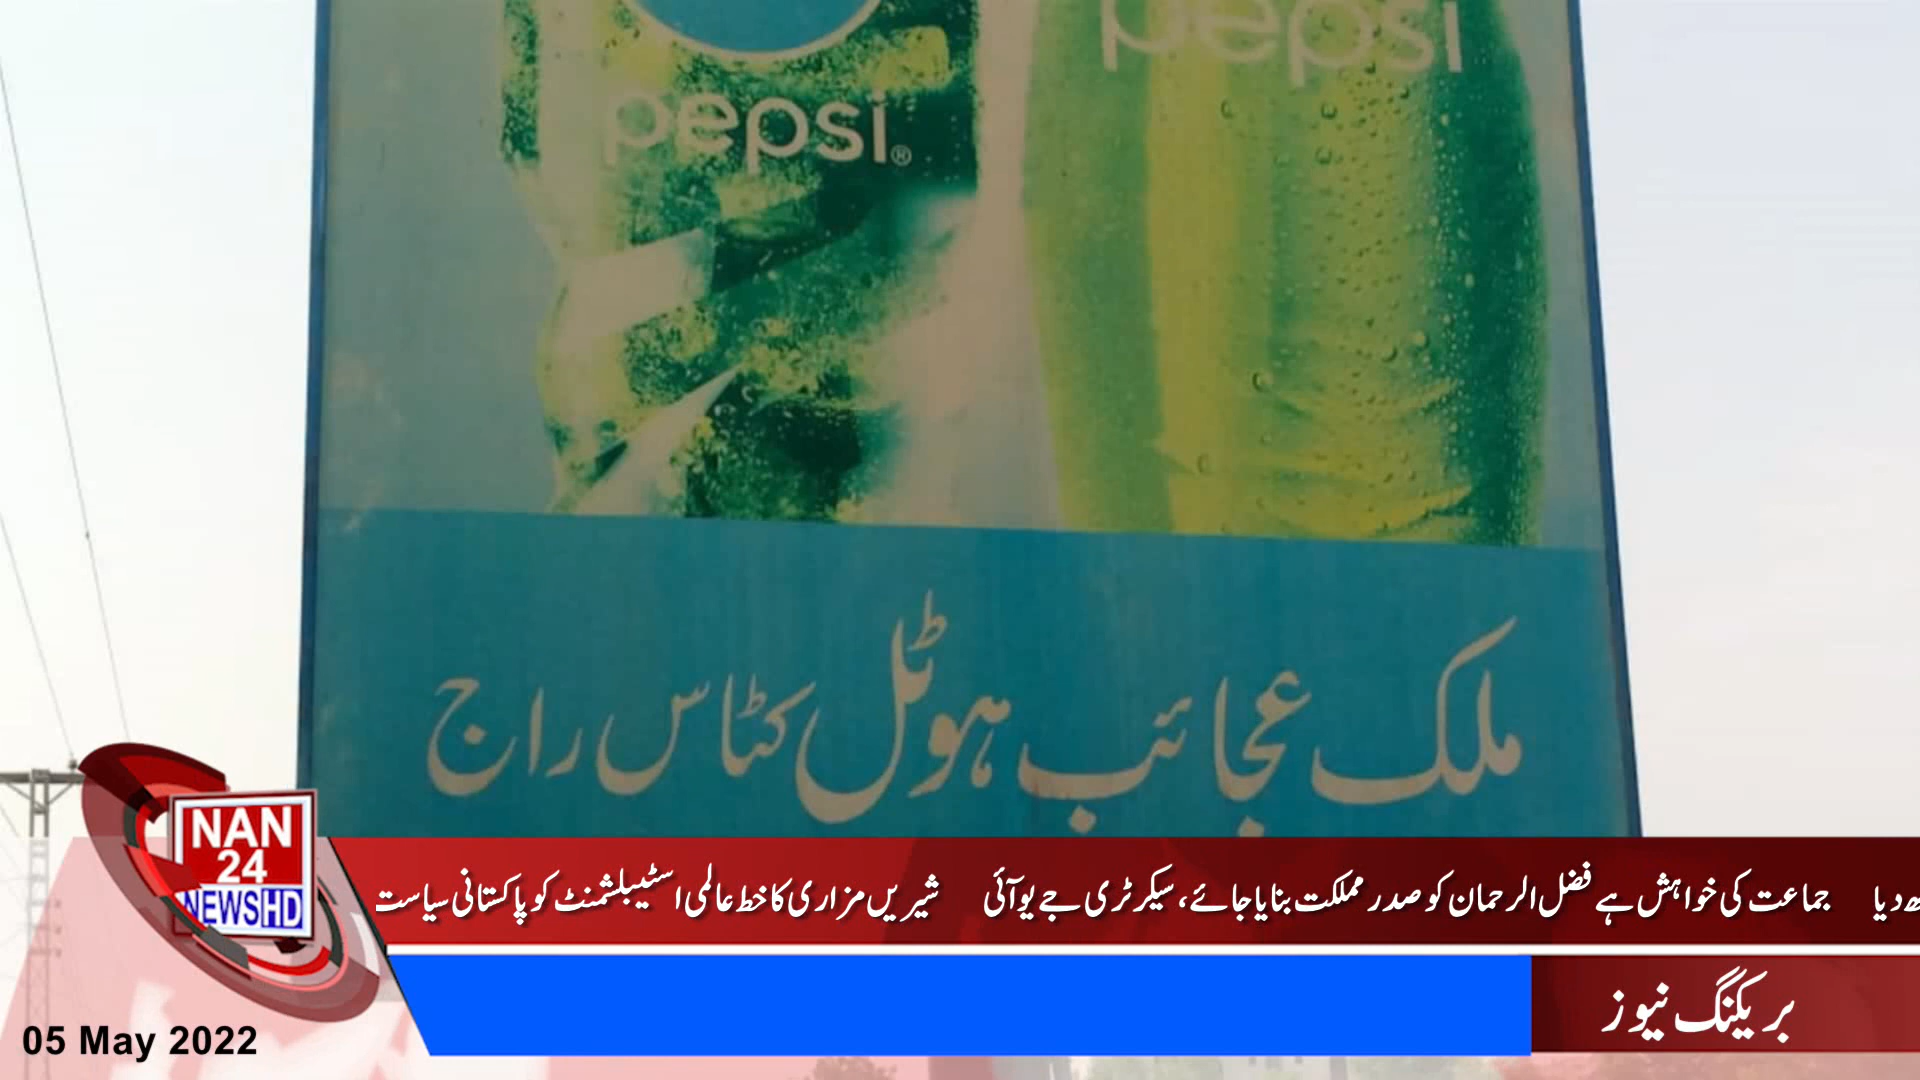 pepsi®
pepsi
ملک عجائب ہوٹل کٹاس راج
NAN
24
NEWSHD
دیا جماعت کی خواہش ہے فضل الرحمان کو صدر مملکت بنایا جائے، سیکرٹری جے یو آئی شیریں مزاری کا خط عالمی اسٹیبلشمنٹ کو پاکستانی سیاست
بریکنگ نیوز
05 May 2022